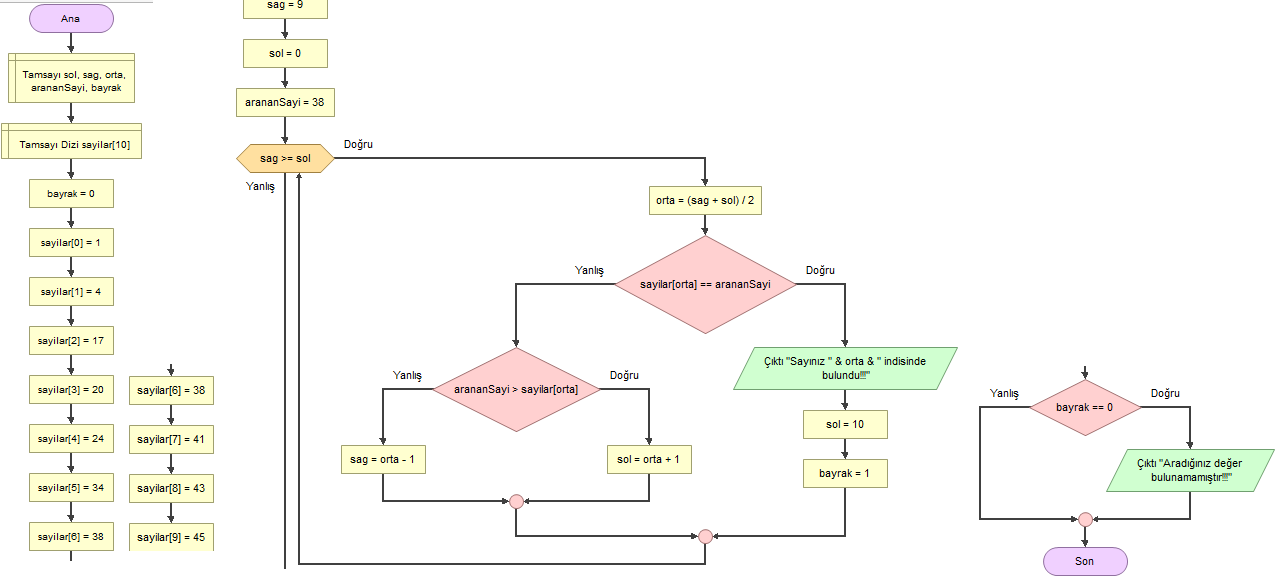 Ana
Tamsayı sol, sag, orta,
arananSayi, bayrak
Tamsayı Dizi sayilar[10]
bayrak = 0
sayilar[0] = 1
sayilar[1] = 4
sayilar[2] = 17
sayilar[3] = 20
sayilar[4] = 24
sayilar[5] = 34
sayilar[6] = 38
sayilar[6] = 38
sayilar[7] = 41
sayilar[8] = 43
sayilar[9] = 45
sag = 9
sol = 0
arananSayi = 38
sag >= sol
Doğru
Yanlış
orta = (sag + sol) / 2
sayilar[orta] == arananSayi
Yanlış
Doğru
arananSayi > sayilar[orta]
Yanlış
Doğru
sag = orta - 1
sol = orta + 1
Çıktı "Sayınız " & orta & " indisinde
bulundu!!!"
sol = 10
bayrak = 1
bayrak == 0
Yanlış
Doğru
Çıktı "Aradığınız değer
bulunamamıştır!!!"
Son